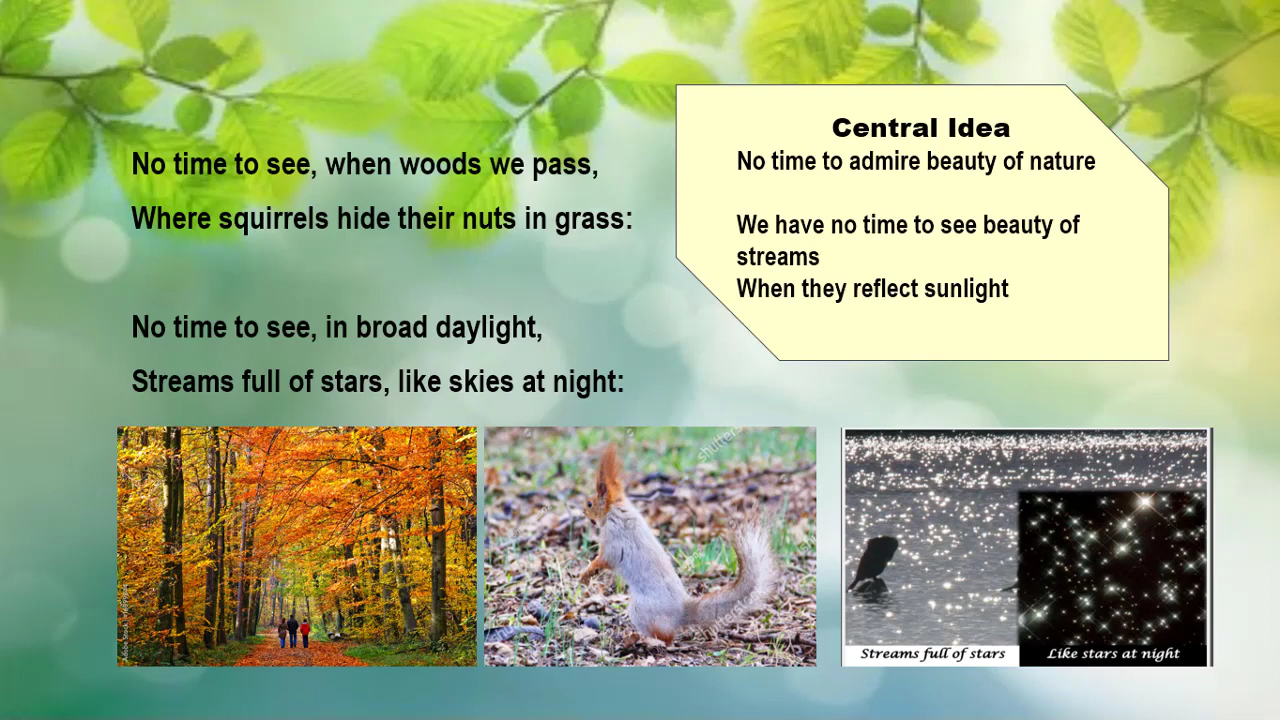 No time to see, when woods we pass,
Where squirrels hide their nuts in grass:
No time to see, in broad daylight,
Streams full of stars, like skies at night:
Central Idea
No time to admire beauty of nature
We have no time to see beauty of
streams
When they reflect sunlight
Streams full of stars
Like stars at night